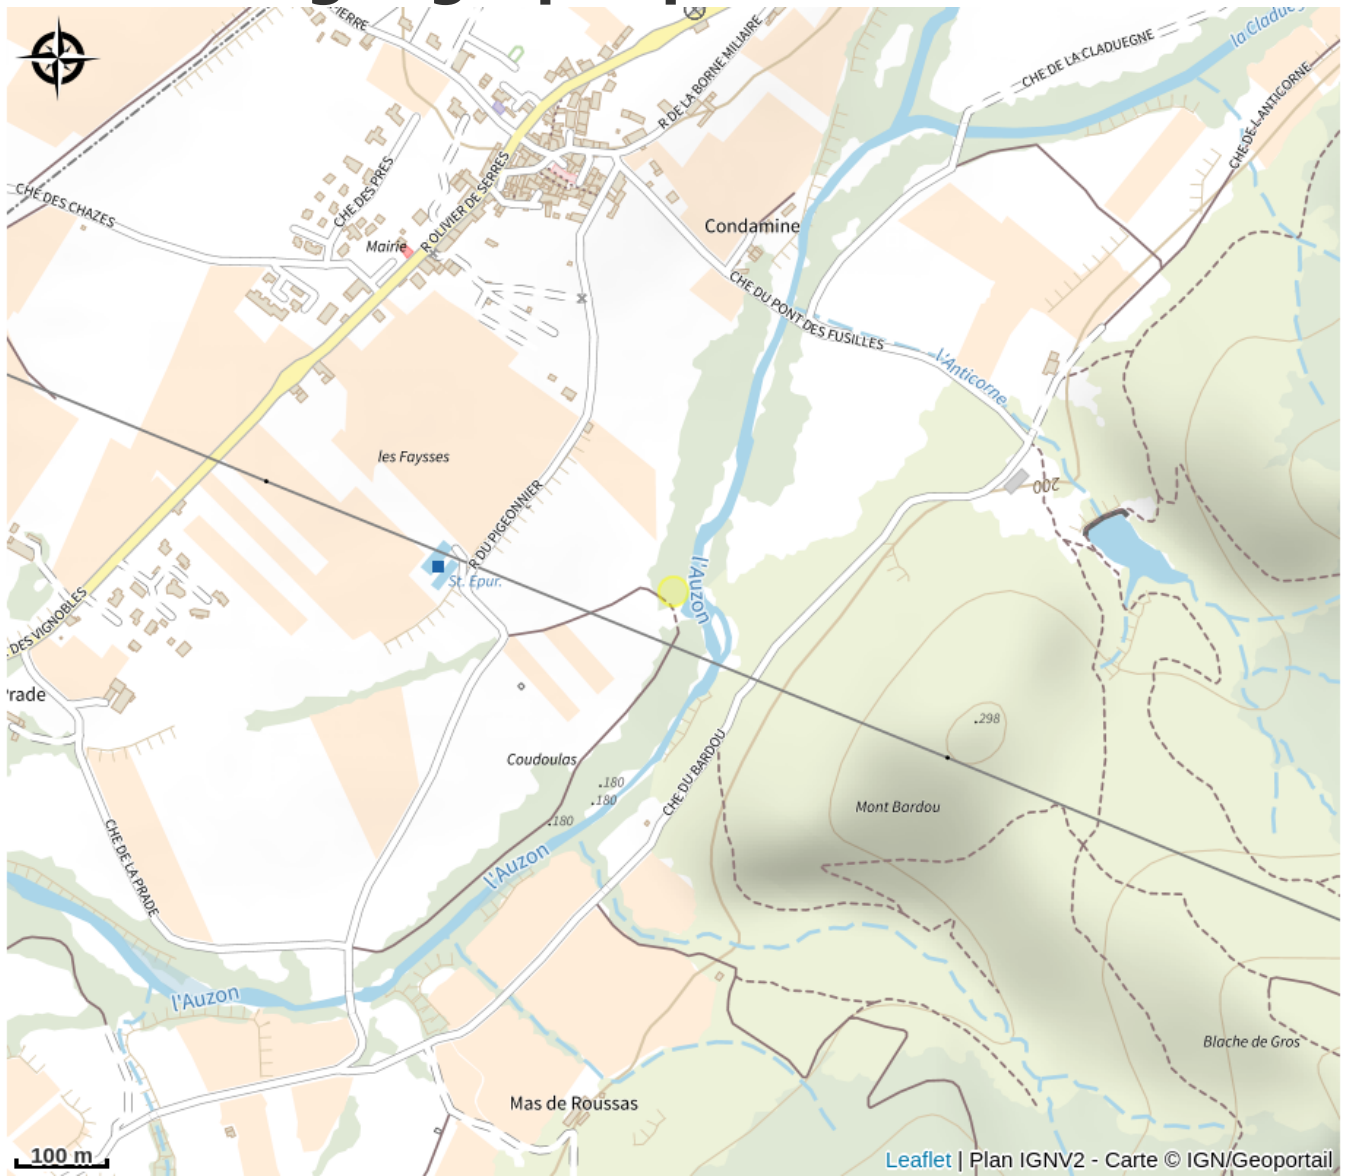 PIERRE
R DE LA BORNE MILIAIRE
CHE DE LA CLADUEGNE
la Cladueg
CHE DE L ANTICORNE
CHE DES CHAZES
CHE DES PRES
R OLIVIER DE SERRES
Mairie
Condamine
CHE DU PONT DES FUSILLES
l'Anticorne
les Faysses
R DU PIGEONNIER
200
St. Epur.
l'Auzon
DES VIGNOBLES
rade
.298
Coudoulas
CHE DU BARDOU
.180
.180
.180
Mont Bardou
CHE DE LA PRADE
l'Auzon
l'Auzon
Blache de Gros
Mas de Roussas
100 m
Leaflet | Plan IGNV2 - Carte © IGN/Geoportail